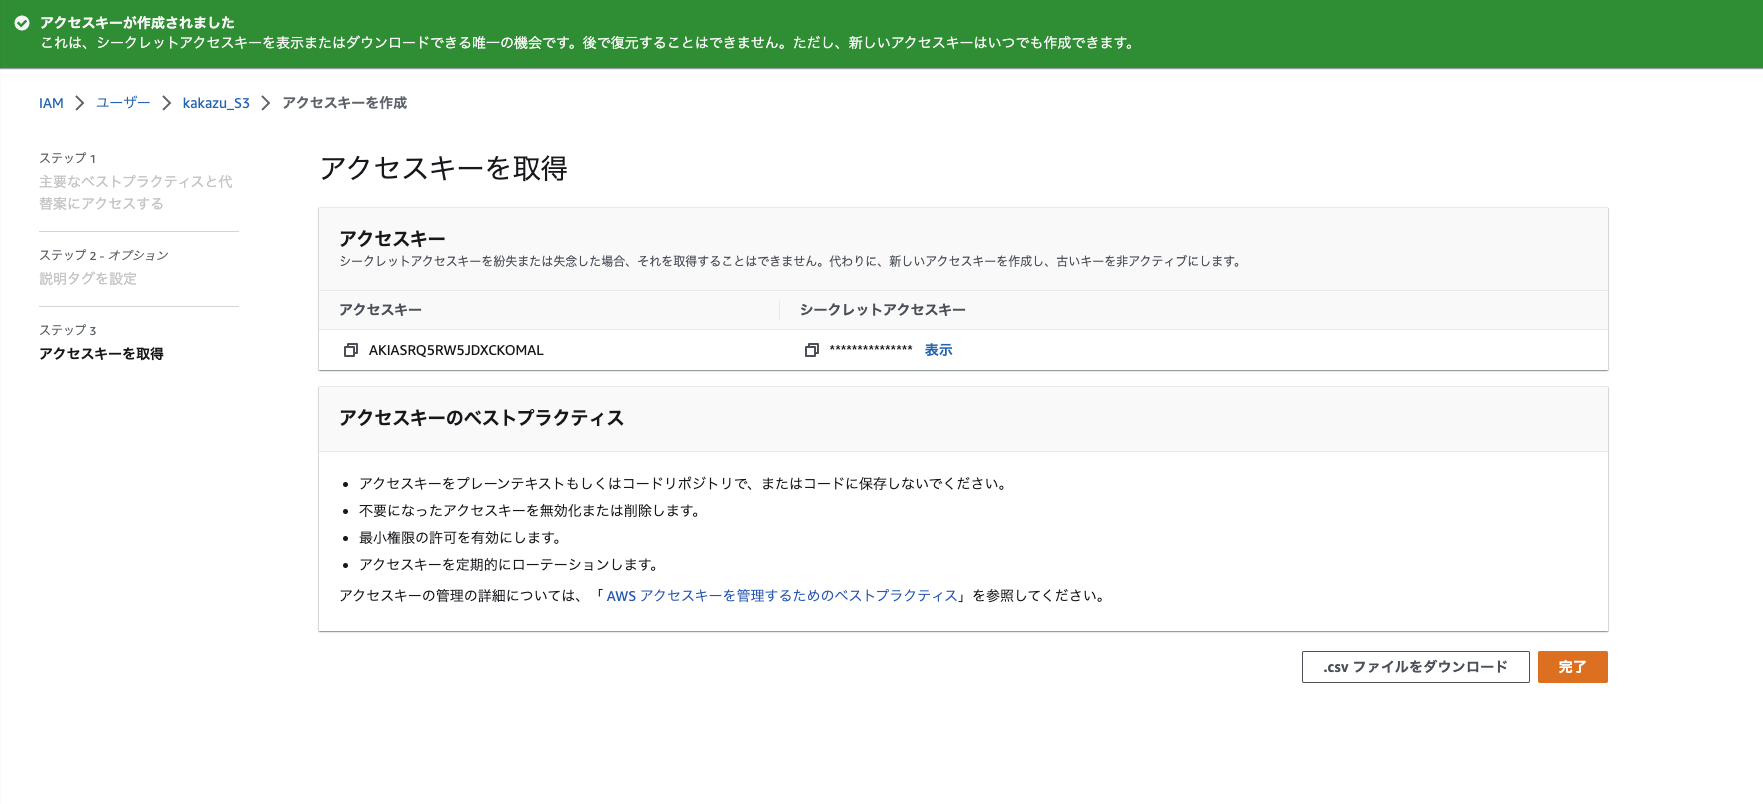 アクセスキーが作成されました
これは、シークレットアクセスキーを表示またはダウンロードできる唯一の機会です。後で復元することはできません。ただし、新しいアクセスキーはいつでも作成できます。
IAM > ユーザー > kakazu_S3 > アクセスキーを作成
ステップ 1
主要なベストプラクティスと代
替案にアクセスする
ステップ 2 - オプション
説明タグを設定
ステップ 3
アクセスキーを取得
アクセスキーを取得
アクセスキー
シークレットアクセスキーを紛失または失念した場合、それを取得することはできません。代わりに、新しいアクセスキーを作成し、古いキーを非アクティブにします。
アクセスキー シークレットアクセスキー
AKIASRQ5RW5JDXCKOMAL *************** 表示
アクセスキーのベストプラクティス
• アクセスキーをプレーンテキストもしくはコードリポジトリで、またはコードに保存しないでください。
• 不要になったアクセスキーを無効化または削除します。
• 最小権限の許可を有効にします。
• アクセスキーを定期的にローテーションします。
アクセスキーの管理の詳細については、「 AWS アクセスキーを管理するためのベストプラクティス」を参照してください。
.csv ファイルをダウンロード 完了